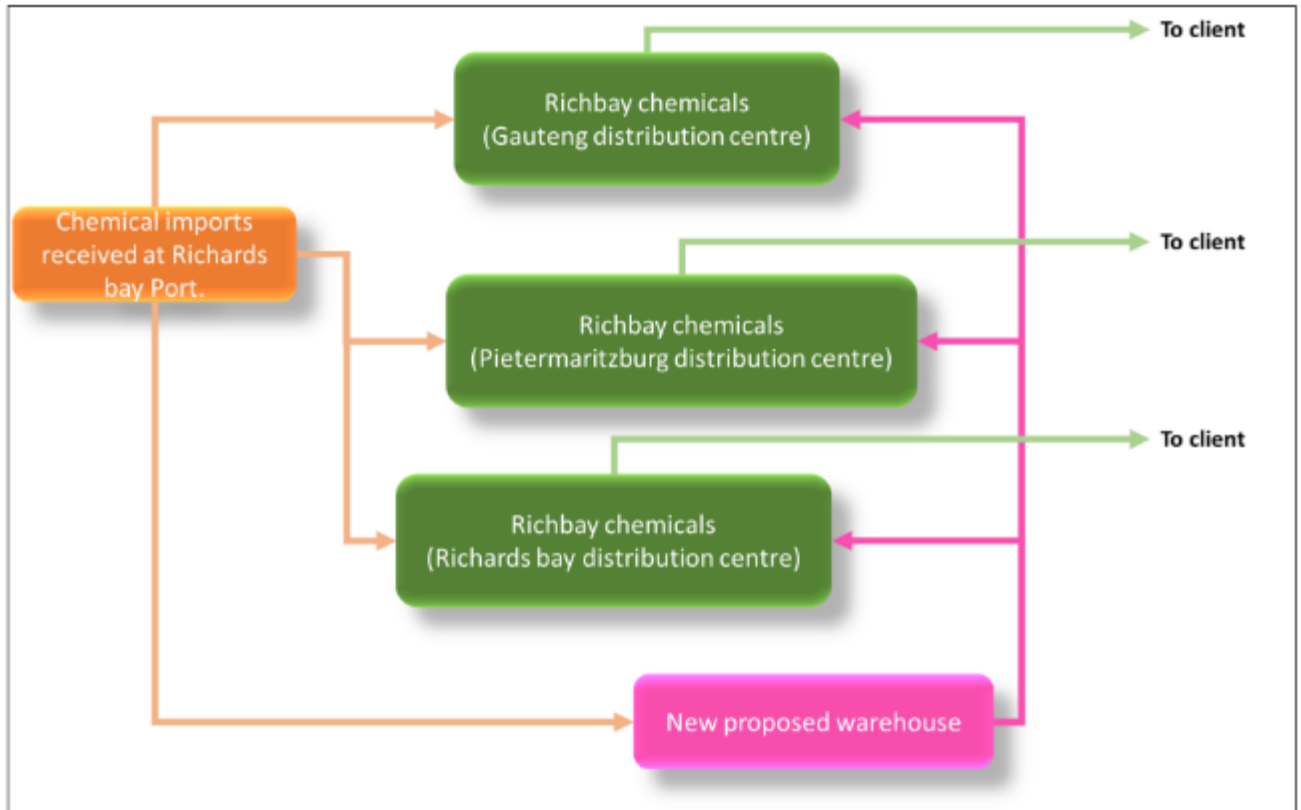 To client
Richbay chemicals
(Gauteng distribution centre)
Chemical imports
received at Richards
bay Port.
To client
Richbay chemicals
(Pietermaritzburg distribution centre)
To client
Richbay chemicals
(Richards bay distribution centre)
New proposed warehouse